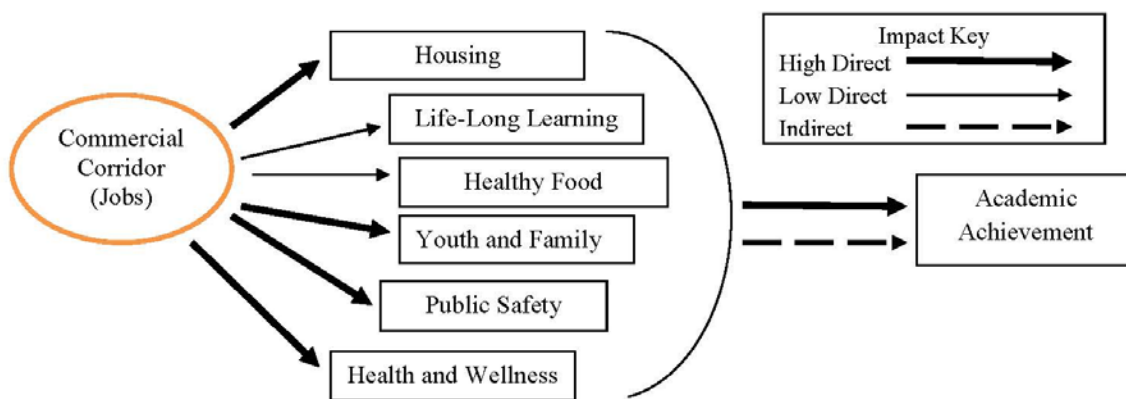 Housing
Life-Long Learning
Commercial
Corridor
(Jobs)
Healthy Food
Youth and Family
Public Safety
Health and Wellness
Impact Key
High Direct
Low Direct
Indirect
Academic
Achievement